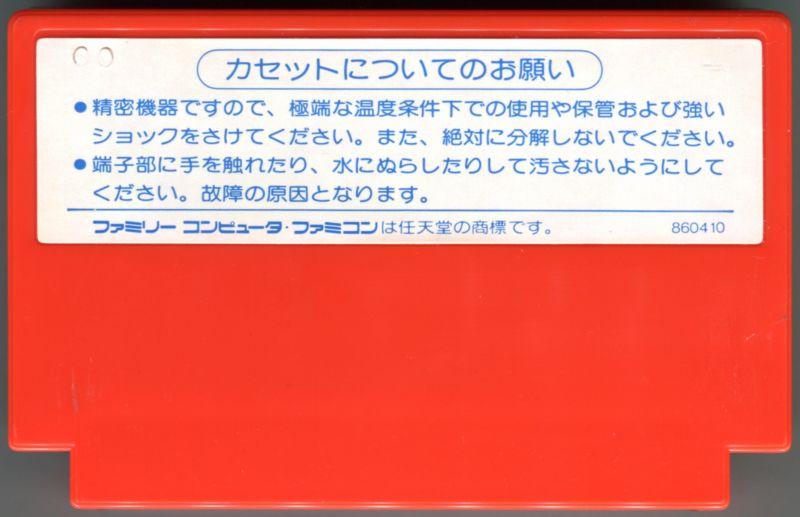 00
カセットについてのお願い
●精密機器ですので、極端な温度条件下での使用や保管および強い
ショックをさけてください。また、絶対に分解しないでください。
●端子部に手を触れたり、水にぬらしたりして汚さないようにして
ください。故障の原因となります。
ファミリー コンピュータ・ファミコンは任天堂の商標です。 860410